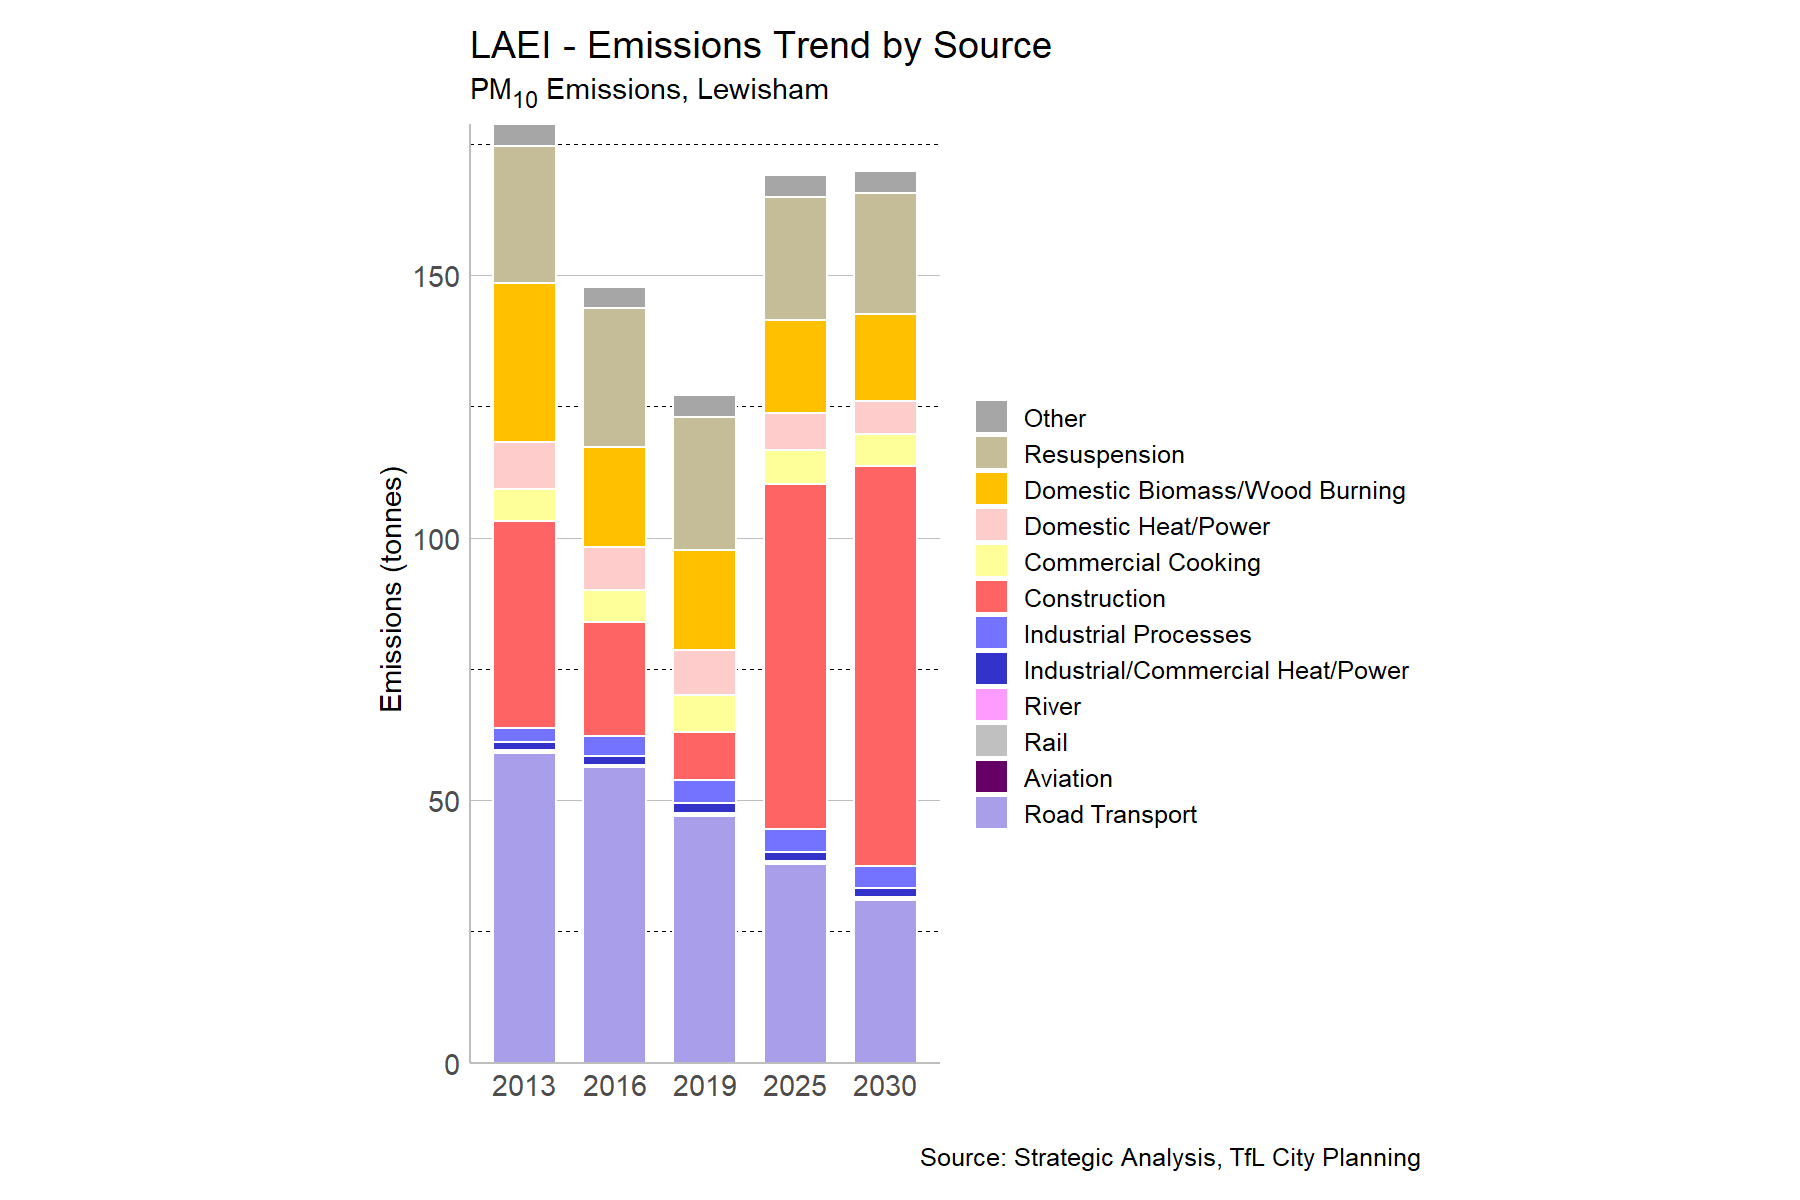 LAEI - Emissions Trend by Source
PM10 Emissions, Lewisham
Emissions (tonnes)
150
100
50
0
2013 2016 2019 2025 2030
Other
Resuspension
Domestic Biomass/Wood Burning
Domestic Heat/Power
Commercial Cooking
Construction
Industrial Processes
Industrial/Commercial Heat/Power
River
Rail
Aviation
Road Transport
Source: Strategic Analysis, TfL City Planning